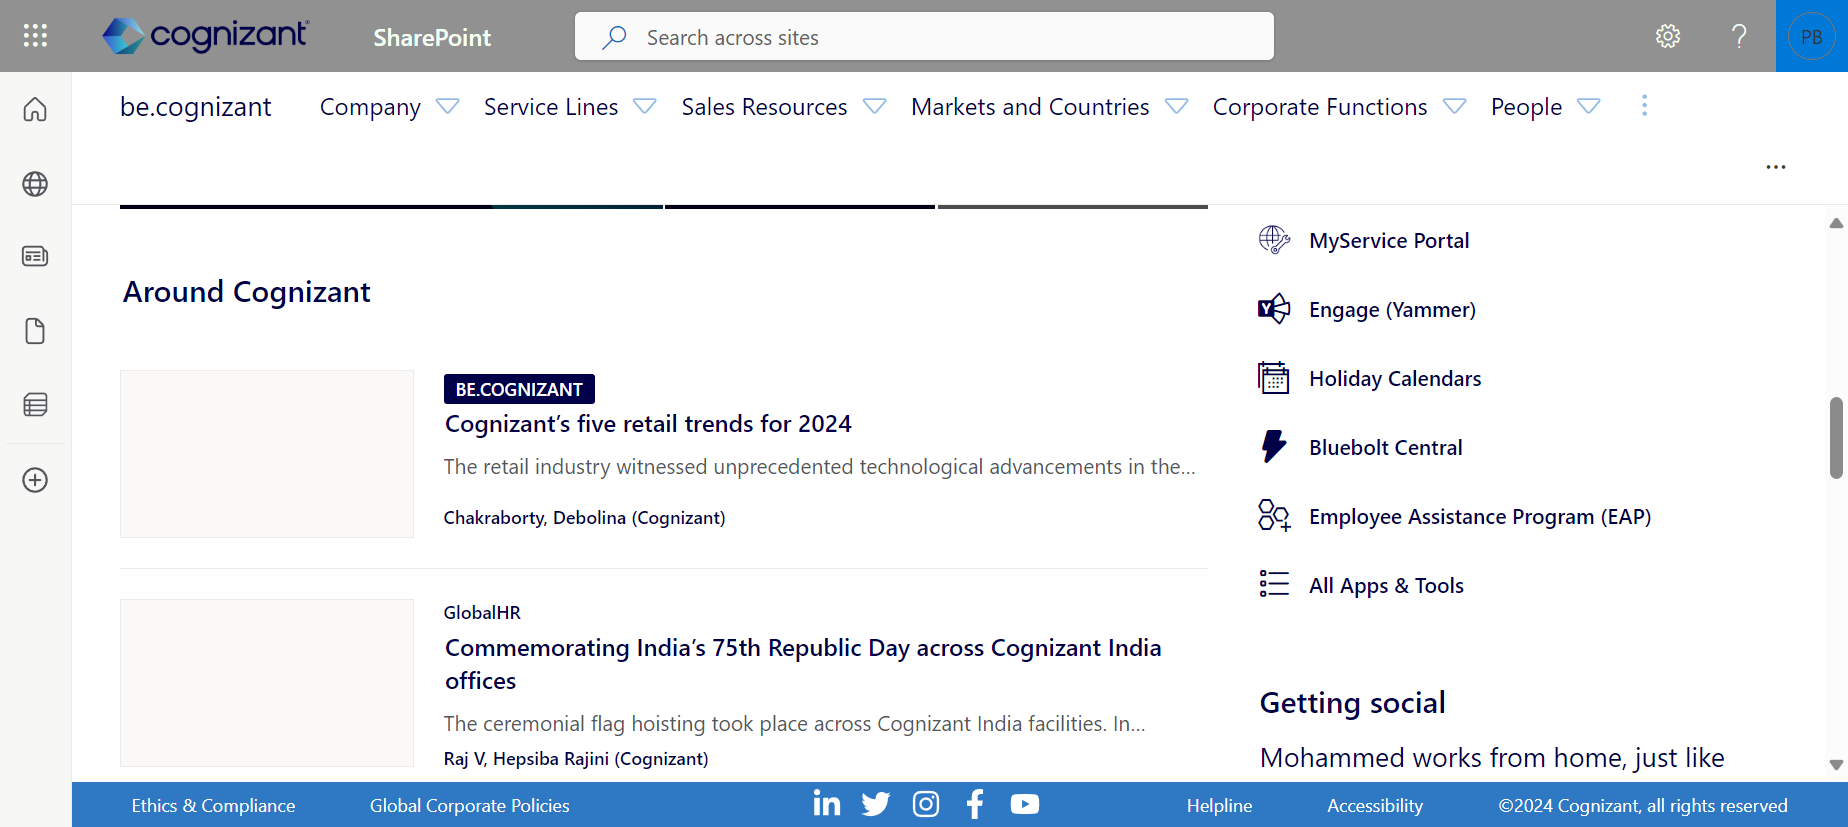 cognizant
SharePoint
Search across sites
PB
be.cognizant
Company
Service Lines
Sales Resources
Markets and Countries
Corporate Functions
People
Around Cognizant
BE.COGNIZANT
Cognizant’s five retail trends for 2024
The retail industry witnessed unprecedented technological advancements in the...
Chakraborty, Debolina (Cognizant)
GlobalHR
Commemorating India’s 75th Republic Day across Cognizant India
offices
The ceremonial flag hoisting took place across Cognizant India facilities. In...
Raj V, Hepsiba Rajini (Cognizant)
MyService Portal
Engage (Yammer)
Holiday Calendars
Bluebolt Central
Employee Assistance Program (EAP)
All Apps & Tools
Getting social
Mohammed works from home, just like
Ethics & Compliance
Global Corporate Policies
Helpline
Accessibility
©2024 Cognizant, all rights reserved